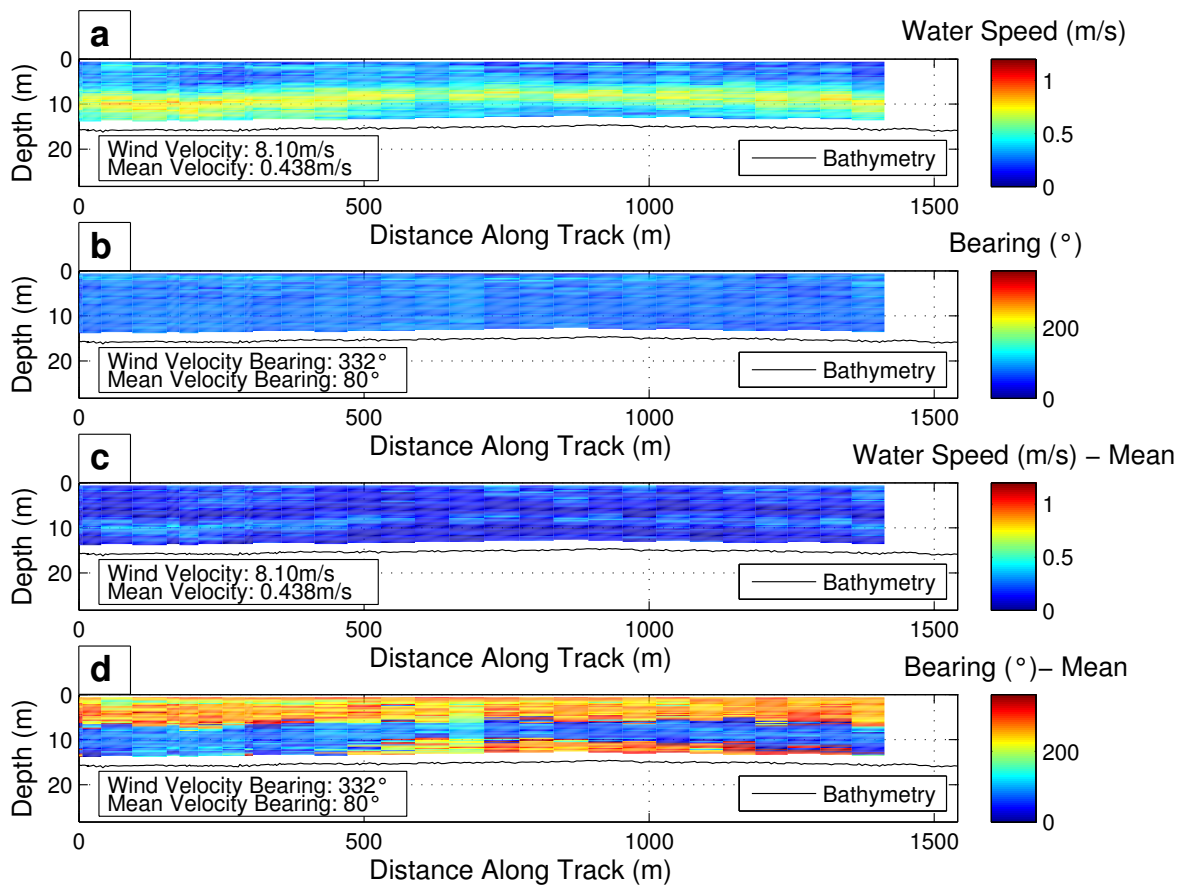 a
Water Speed (m/s)
0
10
20
Depth (m)
Wind Velocity: 8.10m/s
Mean Velocity: 0.438m/s
Bathymetry
0
500
1000
1500
Distance Along Track (m)
1
0.5
0
b
Bearing (°)
0
10
20
Depth (m)
Wind Velocity Bearing: 332°
Mean Velocity Bearing: 80°
Bathymetry
0
500
1000
1500
Distance Along Track (m)
200
0
c
Water Speed (m/s) − Mean
0
10
20
Depth (m)
Wind Velocity: 8.10m/s
Mean Velocity: 0.438m/s
Bathymetry
0
500
1000
1500
Distance Along Track (m)
1
0.5
0
d
Bearing (°)− Mean
0
10
20
Depth (m)
Wind Velocity Bearing: 332°
Mean Velocity Bearing: 80°
Bathymetry
0
500
1000
1500
Distance Along Track (m)
200
0